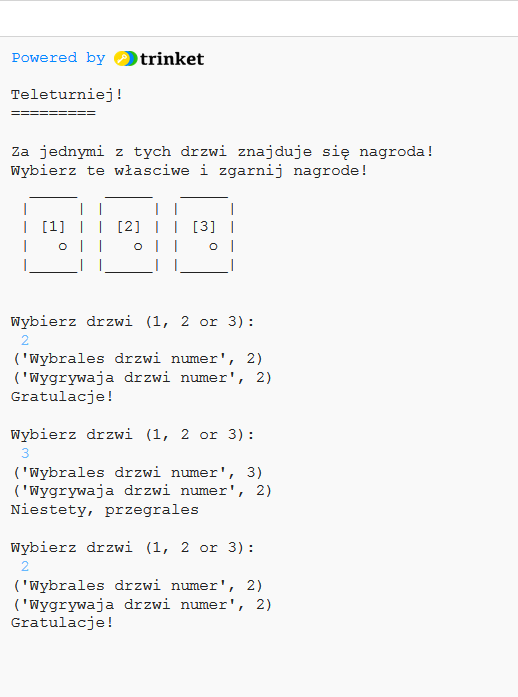 Powered by trinket
Teleturniej!
=========
Za jednymi z tych drzwi znajduje się nagroda!
Wybierz te własciwe i zgarnij nagrode!
  _____   _____   _____
 |     | |     | |     |
 | [1] | | [2] | | [3] |
 |   o | |   o | |   o |
 |_____| |_____| |_____|
Wybierz drzwi (1, 2 or 3):
2
('Wybrales drzwi numer', 2)
('Wygrywaja drzwi numer', 2)
Gratulacje!
Wybierz drzwi (1, 2 or 3):
3
('Wybrales drzwi numer', 3)
('Wygrywaja drzwi numer', 2)
Niestety, przegrales
Wybierz drzwi (1, 2 or 3):
2
('Wybrales drzwi numer', 2)
('Wygrywaja drzwi numer', 2)
Gratulacje!